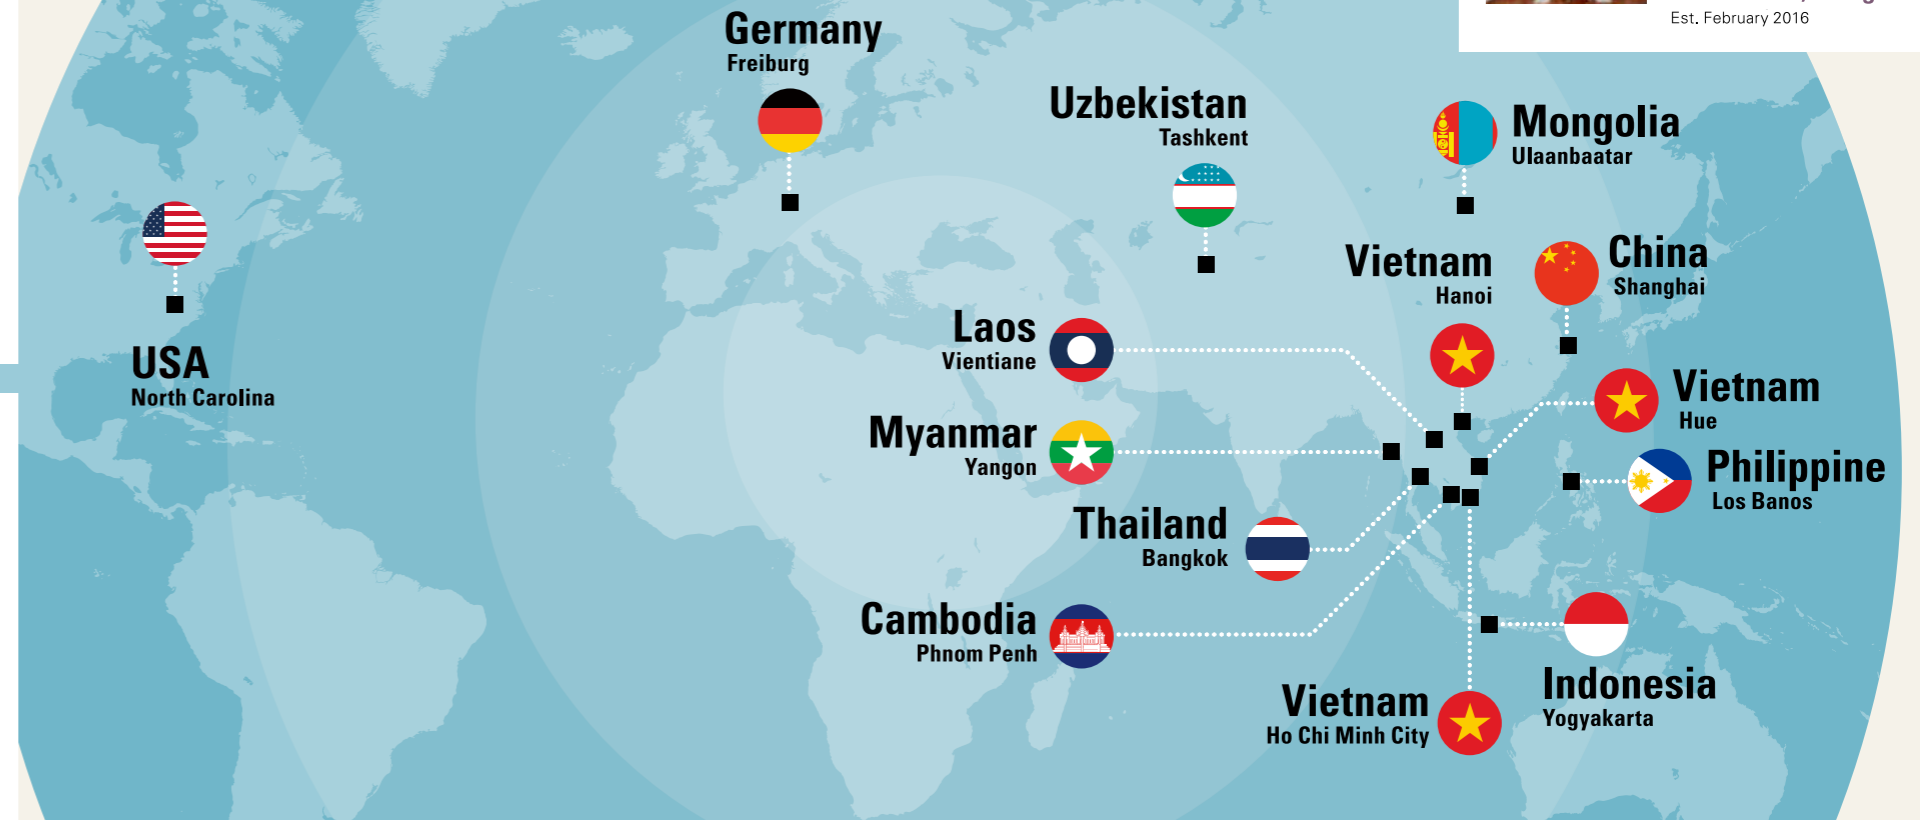 Est. February 2016
Germany
Freiburg
Uzbekistan
Tashkent
Mongolia
Ulaanbaatar
Vietnam
Hanoi
China
Shanghai
Laos
Vientiane
USA
North Carolina
Vietnam
Hue
Myanmar
Yangon
Philippine
Los Banos
Thailand
Bangkok
Cambodia
Phnom Penh
Indonesia
Yogyakarta
Vietnam
Ho Chi Minh City